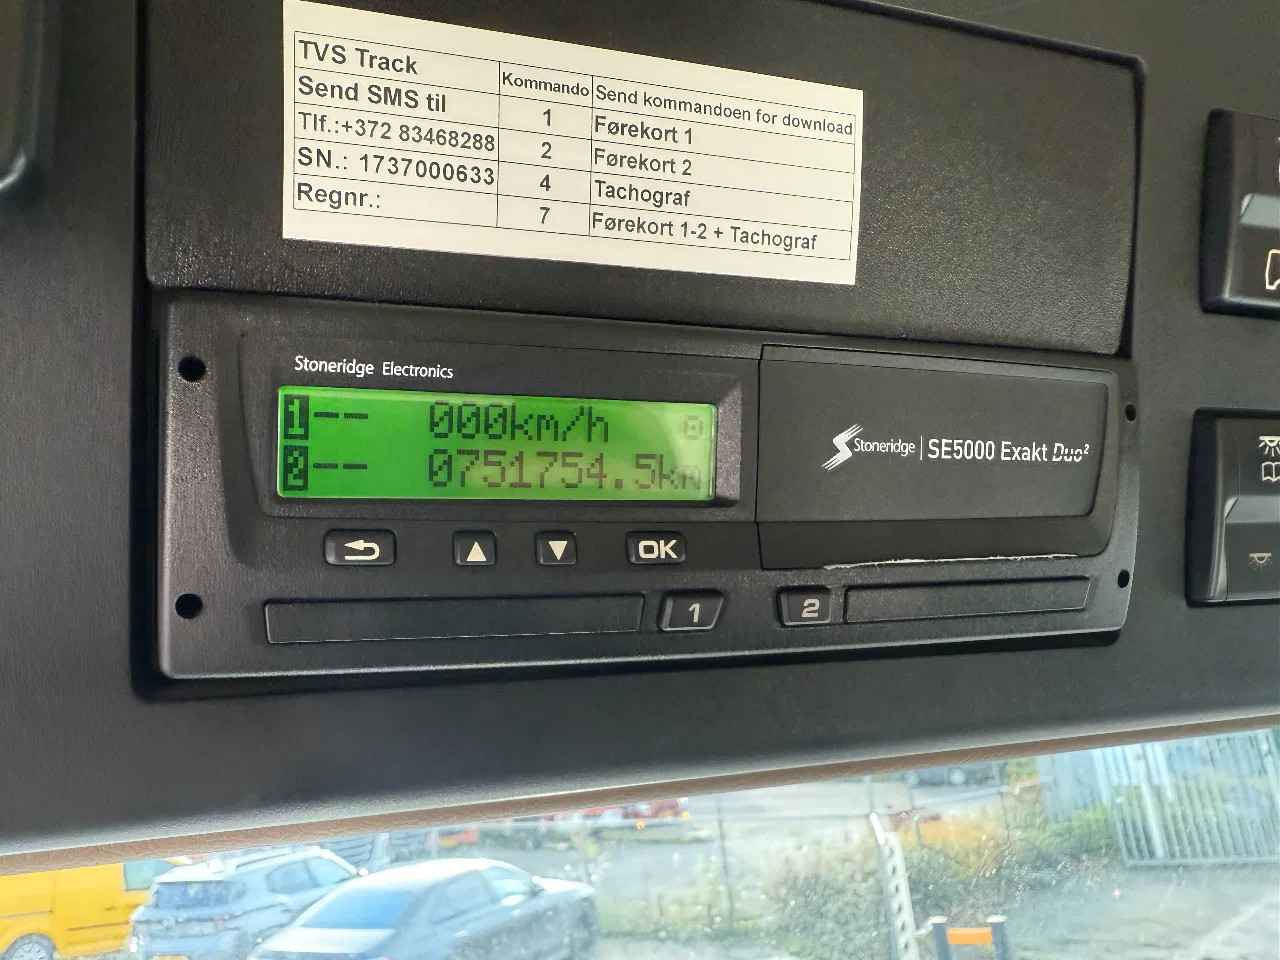 TVS Track
Send SMS til
Tlf.:+372 83468288
SN.: 1737000633
Regnr.:
Kommando Send kommandoen for download
1 Førekort 1
2 Førekort 2
4 Tachograf
7 Førekort 1-2 + Tachograf
Stoneridge Electronics
1-- 000km/h
2-- 0751754.5km
Stoneridge | SE5000 Exakt Duo²
OK
1 2